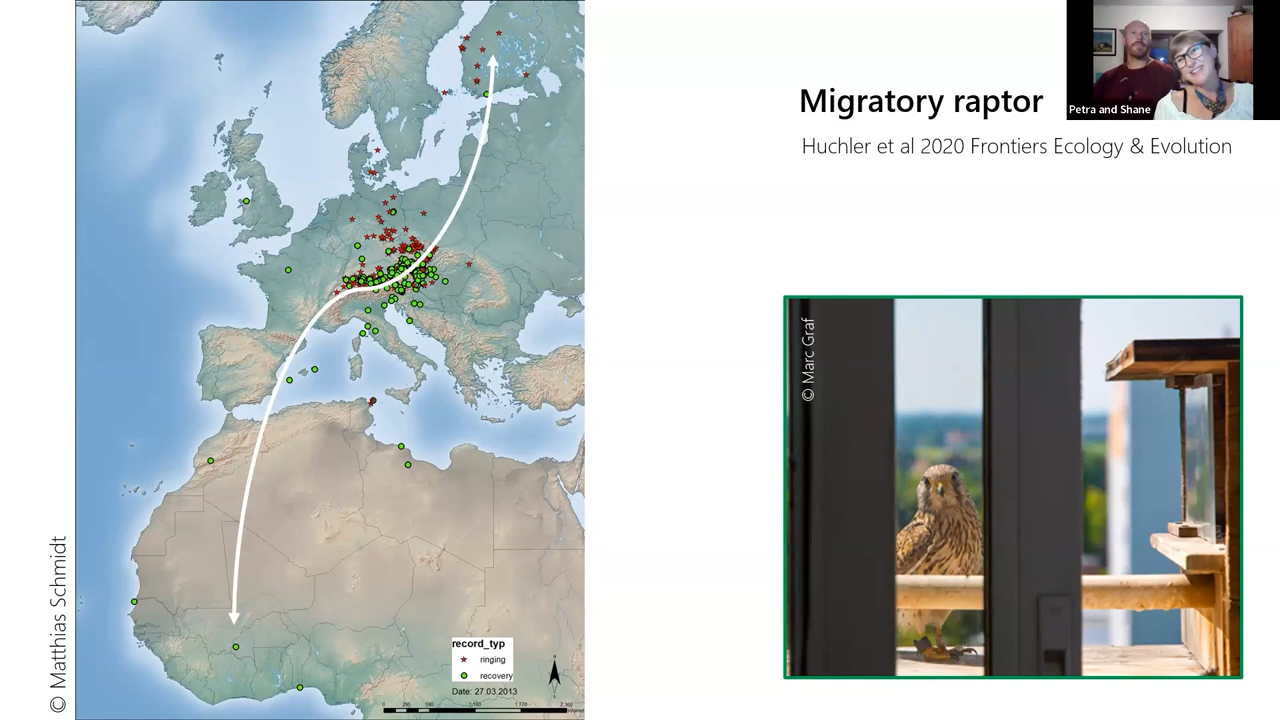 Migratory raptor
Petra and Shane
Huchler et al 2020 Frontiers Ecology & Evolution
© Marc Graf
© Matthias Schmidt
record_typ
ringing
recovery
Date: 27.03.2013
N
0